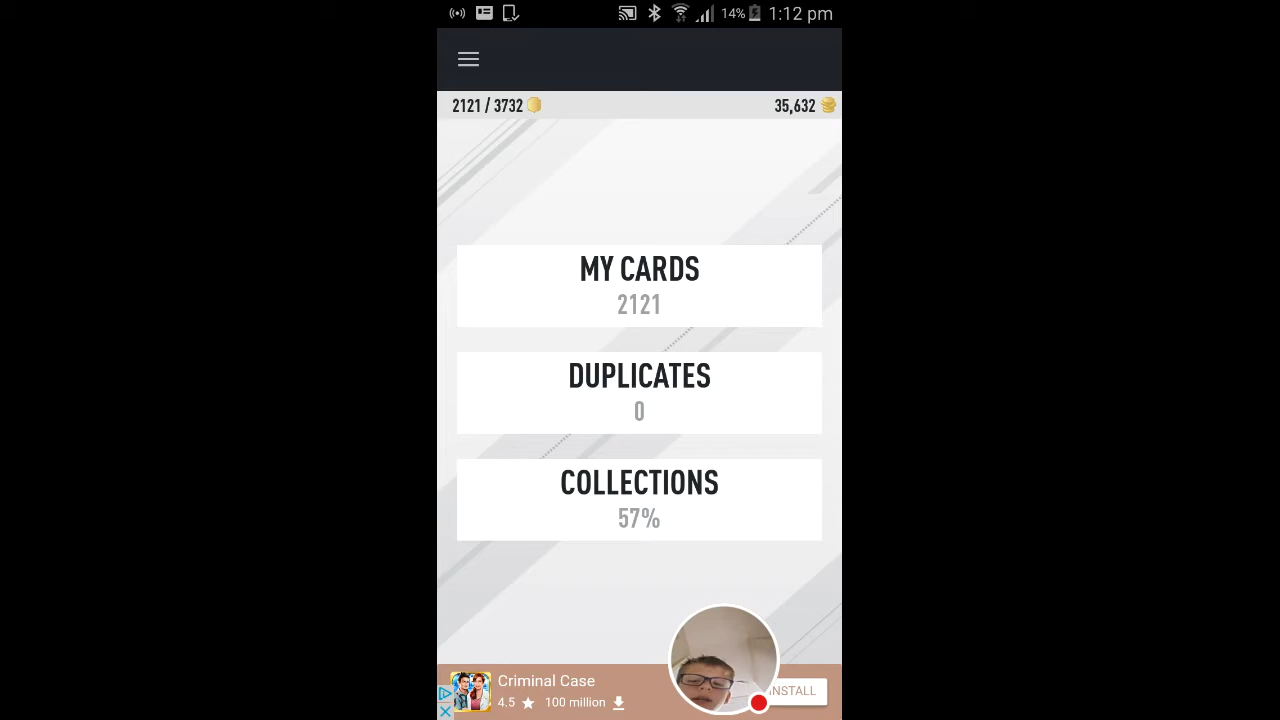 14% 1:12 pm
2121 / 3732 35,632
MY CARDS
2121
DUPLICATES
0
COLLECTIONS
57%
Criminal Case
4.5 100 million
INSTALL